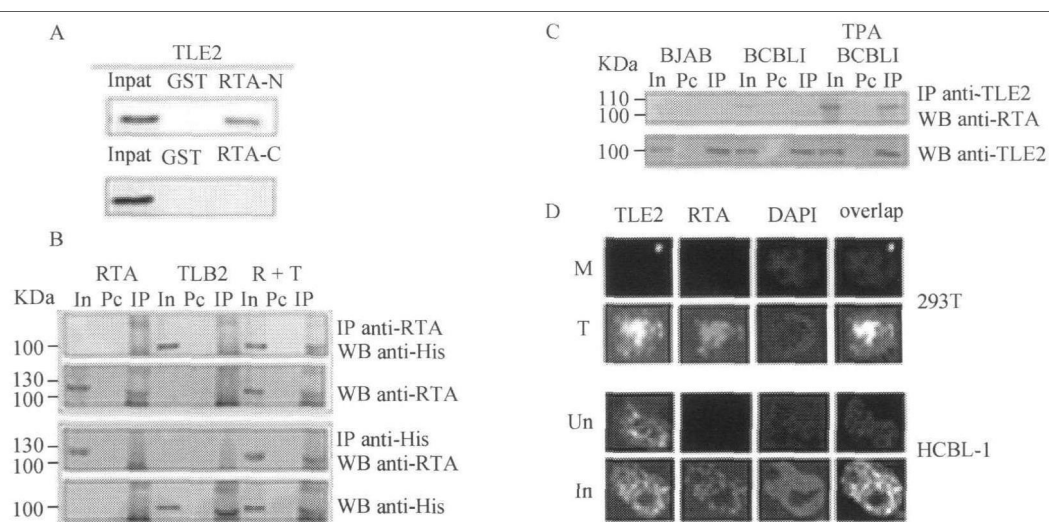 A
TLE2
Inpat GST RTA-N
Inpat GST RTA-C
B
RTA TLB2 R + T
KDa In Pc IP In Pc IP In Pc IP
100
IP anti-RTA
WB anti-His
130
100
WB anti-RTA
130
100
IP anti-His
WB anti-RTA
100
WB anti-His
C
TPA
BJAB BCBLI BCBLI
KDa In Pc IP In Pc IP In Pc IP
110
100
IP anti-TLE2
WB anti-RTA
100
WB anti-TLE2
D
TLE2 RTA DAPI overlap
M
T
293T
Un
In
HCBL-1